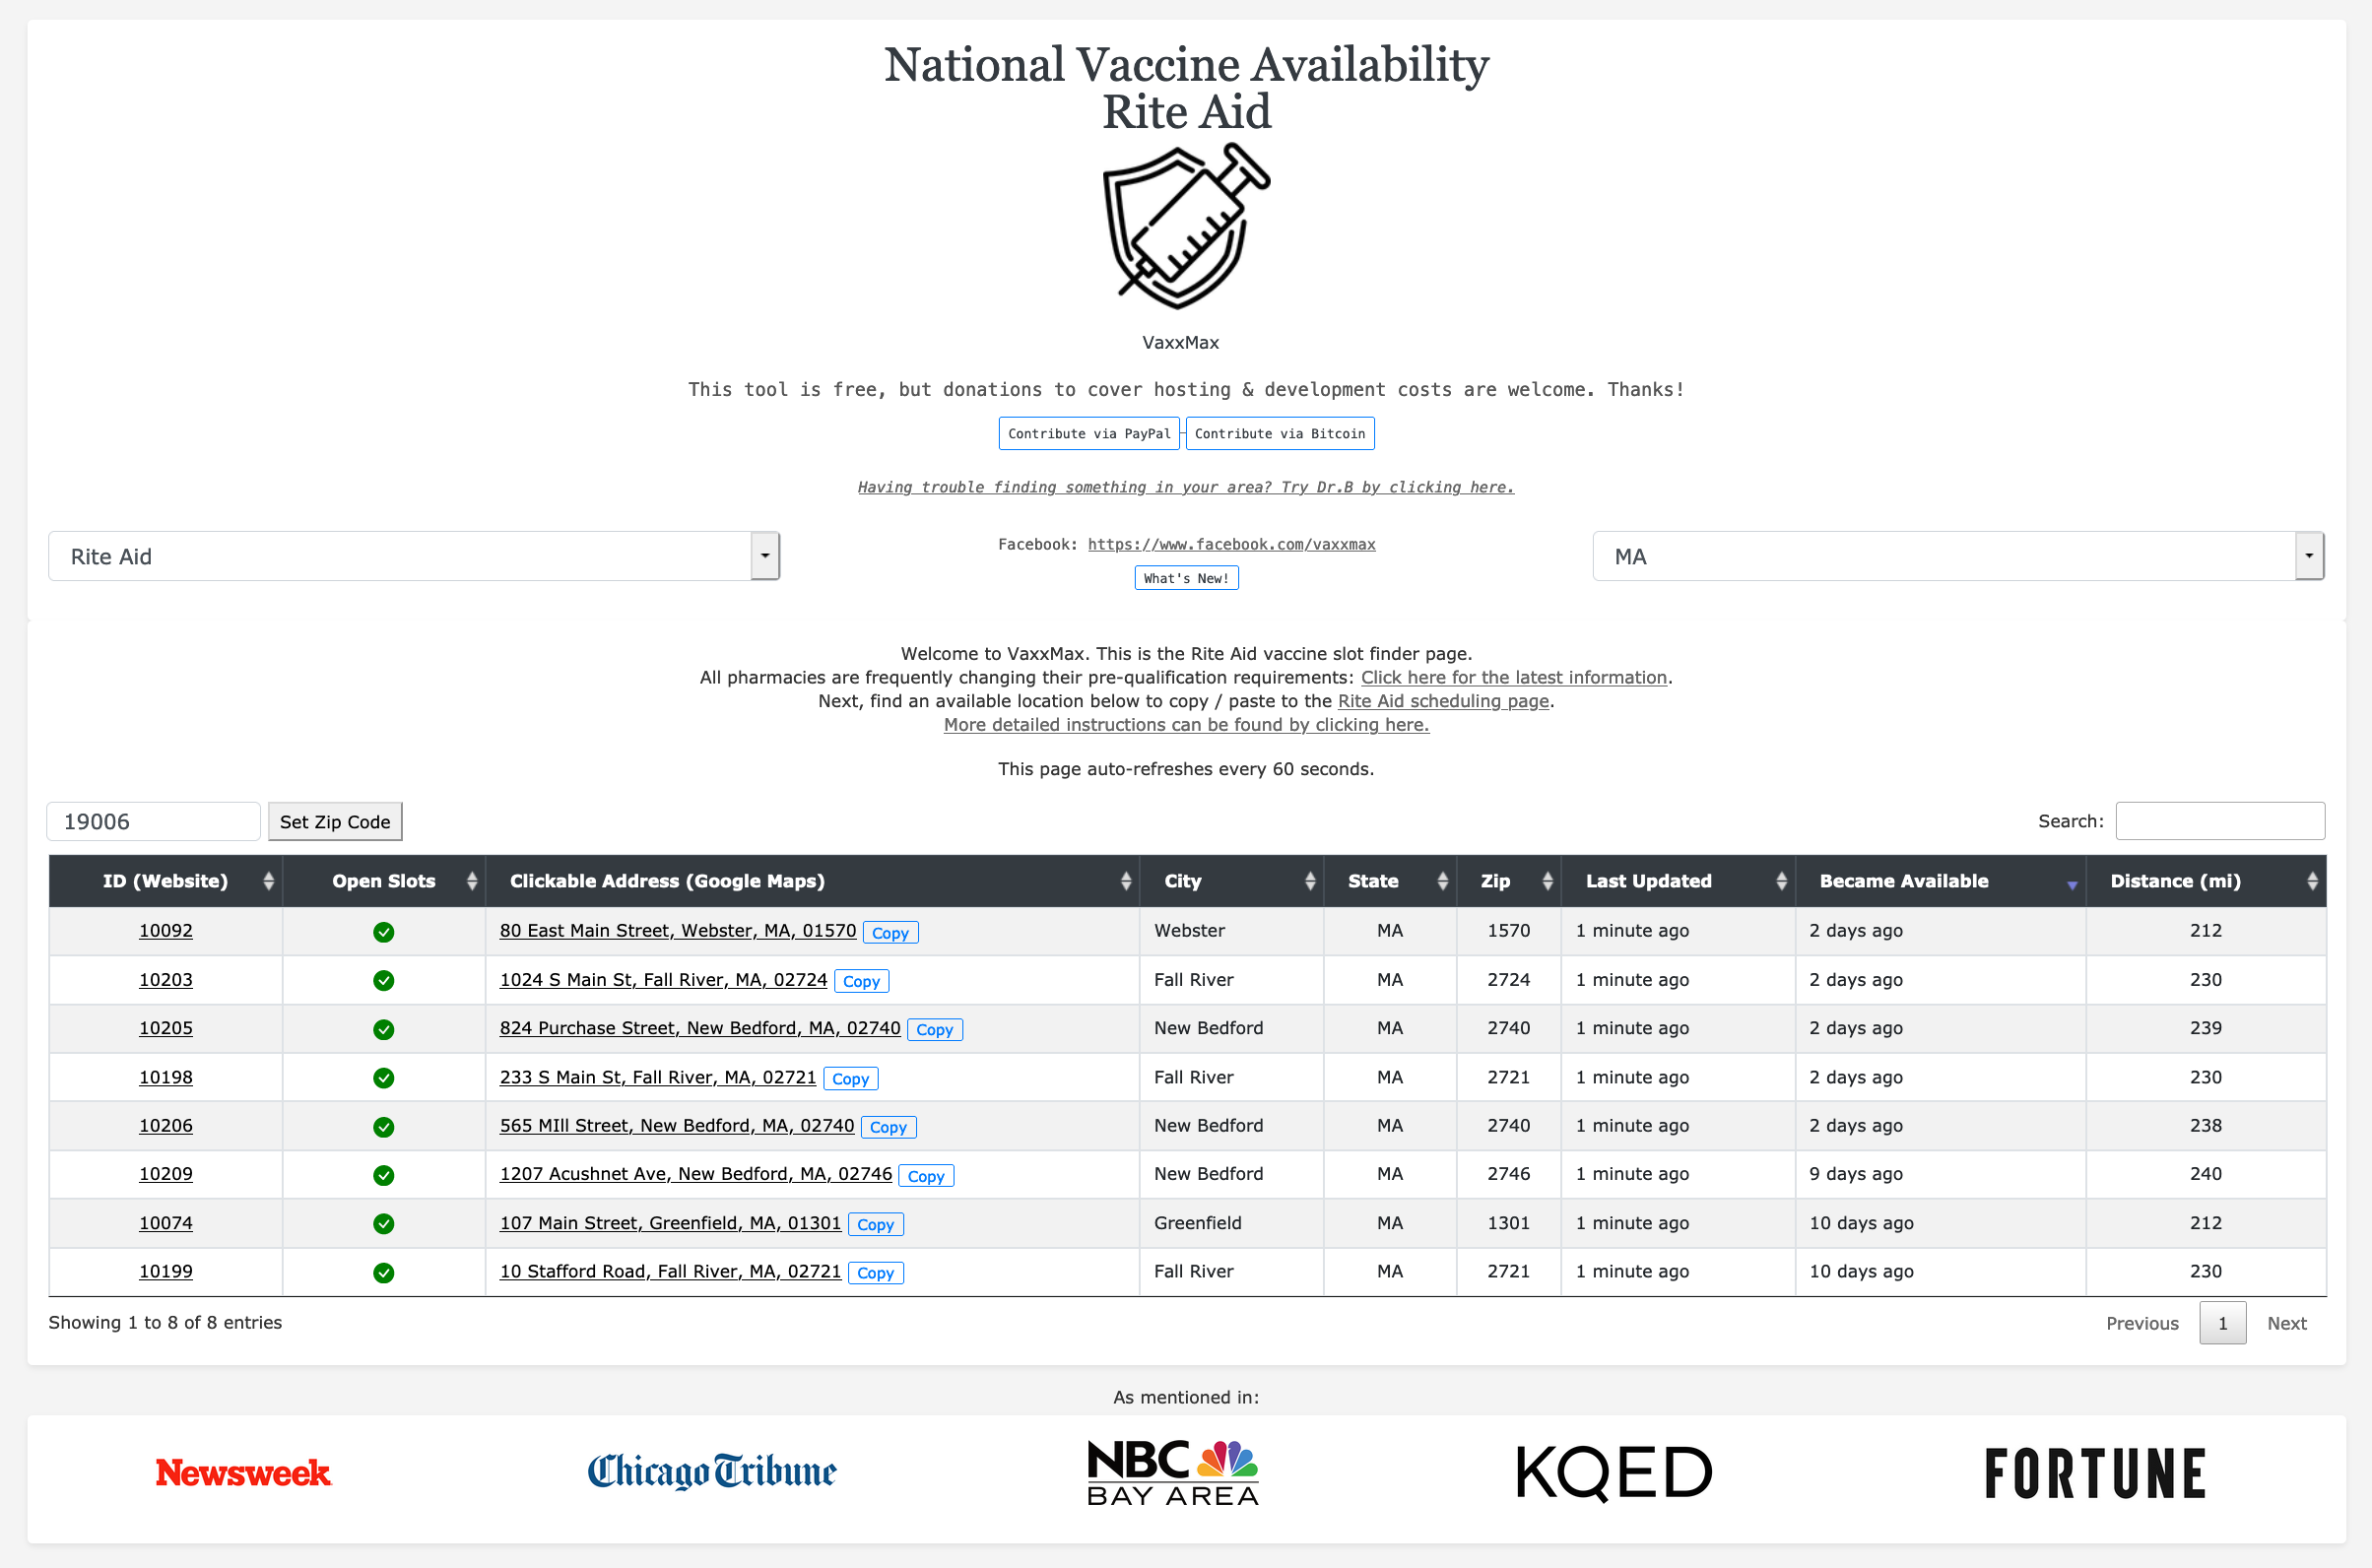 National Vaccine Availability
Rite Aid
VaxxMax
This tool is free, but donations to cover hosting & development costs are welcome. Thanks!
Contribute via PayPal Contribute via Bitcoin
Having trouble finding something in your area? Try Dr.B by clicking here.
Rite Aid
Facebook: https://www.facebook.com/vaxxmax
MA
What's New!
Welcome to VaxxMax. This is the Rite Aid vaccine slot finder page.
All pharmacies are frequently changing their pre-qualification requirements: Click here for the latest information.
Next, find an available location below to copy / paste to the Rite Aid scheduling page.
More detailed instructions can be found by clicking here.
This page auto-refreshes every 60 seconds.
19006 Set Zip Code Search:
ID (Website) Open Slots Clickable Address (Google Maps) City State Zip Last Updated Became Available Distance (mi)
10092 80 East Main Street, Webster, MA, 01570 Copy Webster MA 1570 1 minute ago 2 days ago 212
10203 1024 S Main St, Fall River, MA, 02724 Copy Fall River MA 2724 1 minute ago 2 days ago 230
10205 824 Purchase Street, New Bedford, MA, 02740 Copy New Bedford MA 2740 1 minute ago 2 days ago 239
10198 233 S Main St, Fall River, MA, 02721 Copy Fall River MA 2721 1 minute ago 2 days ago 230
10206 565 MIll Street, New Bedford, MA, 02740 Copy New Bedford MA 2740 1 minute ago 2 days ago 238
10209 1207 Acushnet Ave, New Bedford, MA, 02746 Copy New Bedford MA 2746 1 minute ago 9 days ago 240
10074 107 Main Street, Greenfield, MA, 01301 Copy Greenfield MA 1301 1 minute ago 10 days ago 212
10199 10 Stafford Road, Fall River, MA, 02721 Copy Fall River MA 2721 1 minute ago 10 days ago 230
Showing 1 to 8 of 8 entries Previous 1 Next
As mentioned in:
Newsweek Chicago Tribune NBC BAY AREA KQED FORTUNE